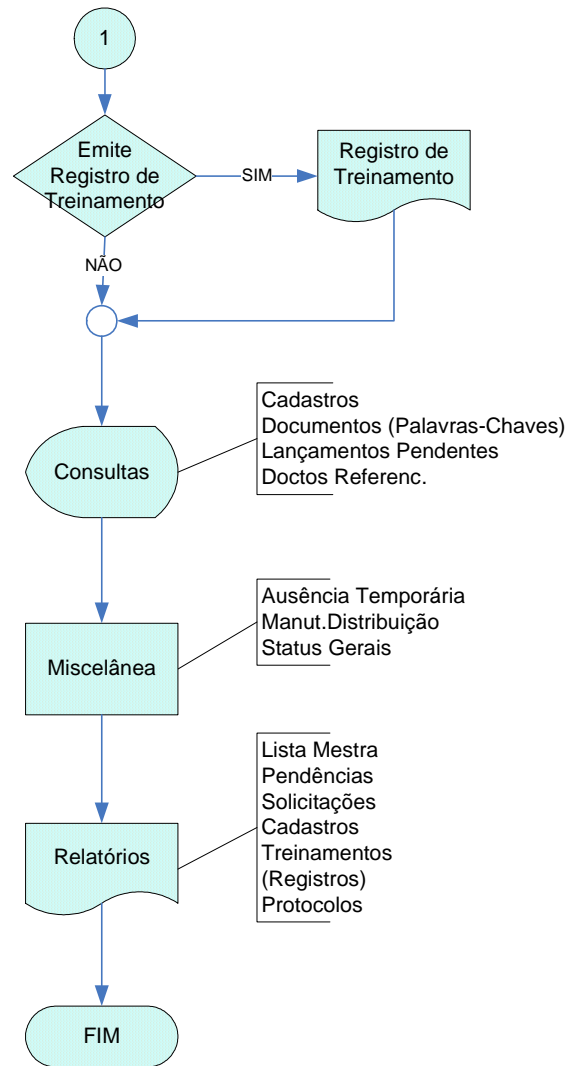 1
Emite
Registro de
Treinamento
SIM
Registro de
Treinamento
NÃO
Consultas
Cadastros
Documentos (Palavras-Chaves)
Lançamentos Pendentes
Doctos Referenc.
Miscelânea
Ausência Temporária
Manut.Distribuição
Status Gerais
Relatórios
Lista Mestra
Pendências
Solicitações
Cadastros
Treinamentos
(Registros)
Protocolos
FIM